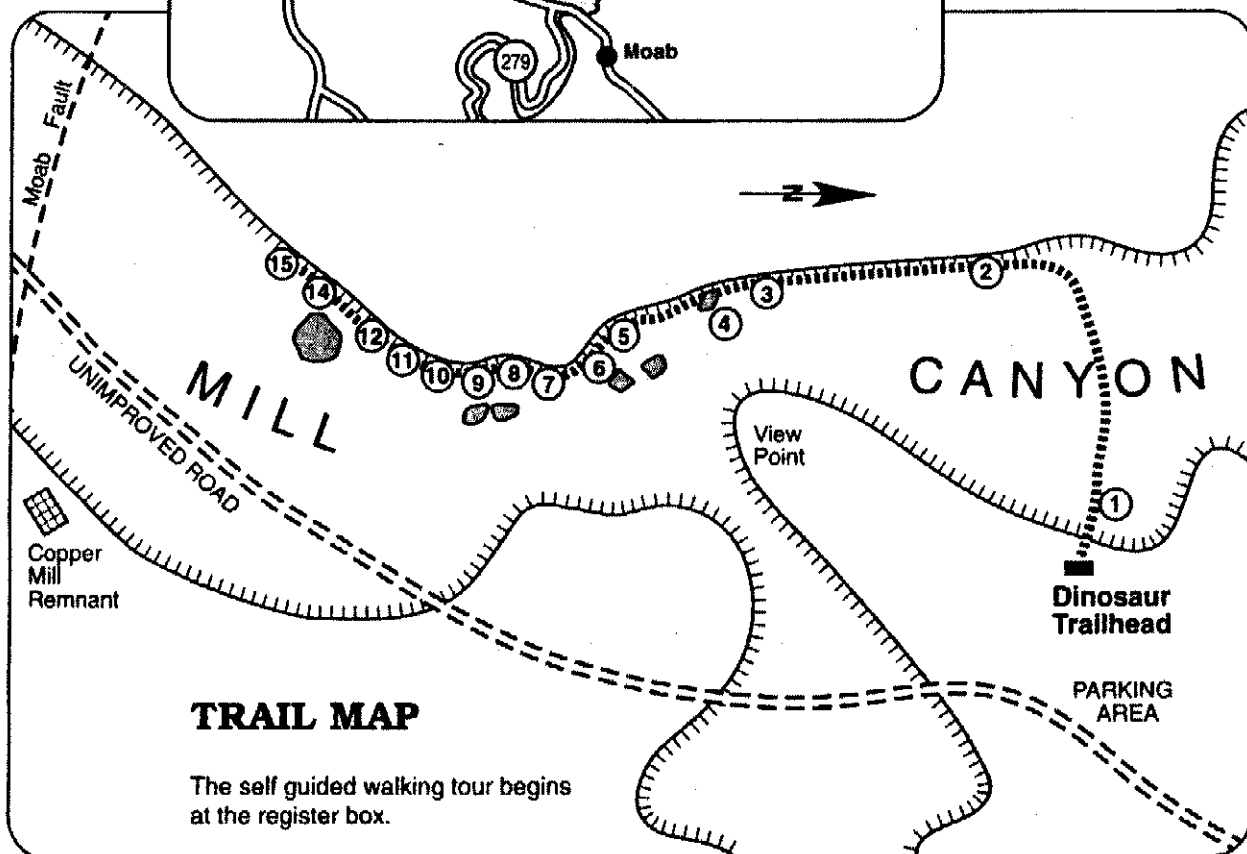 279
Moab
Moab Fault
N
15
14
12
11
10
9
8
7
6
5
4
3
2
1
MILL
CANYON
View
Point
UNIMPROVED ROAD
Copper
Mill
Remnant
Dinosaur
Trailhead
PARKING
AREA
TRAIL MAP
The self guided walking tour begins
at the register box.